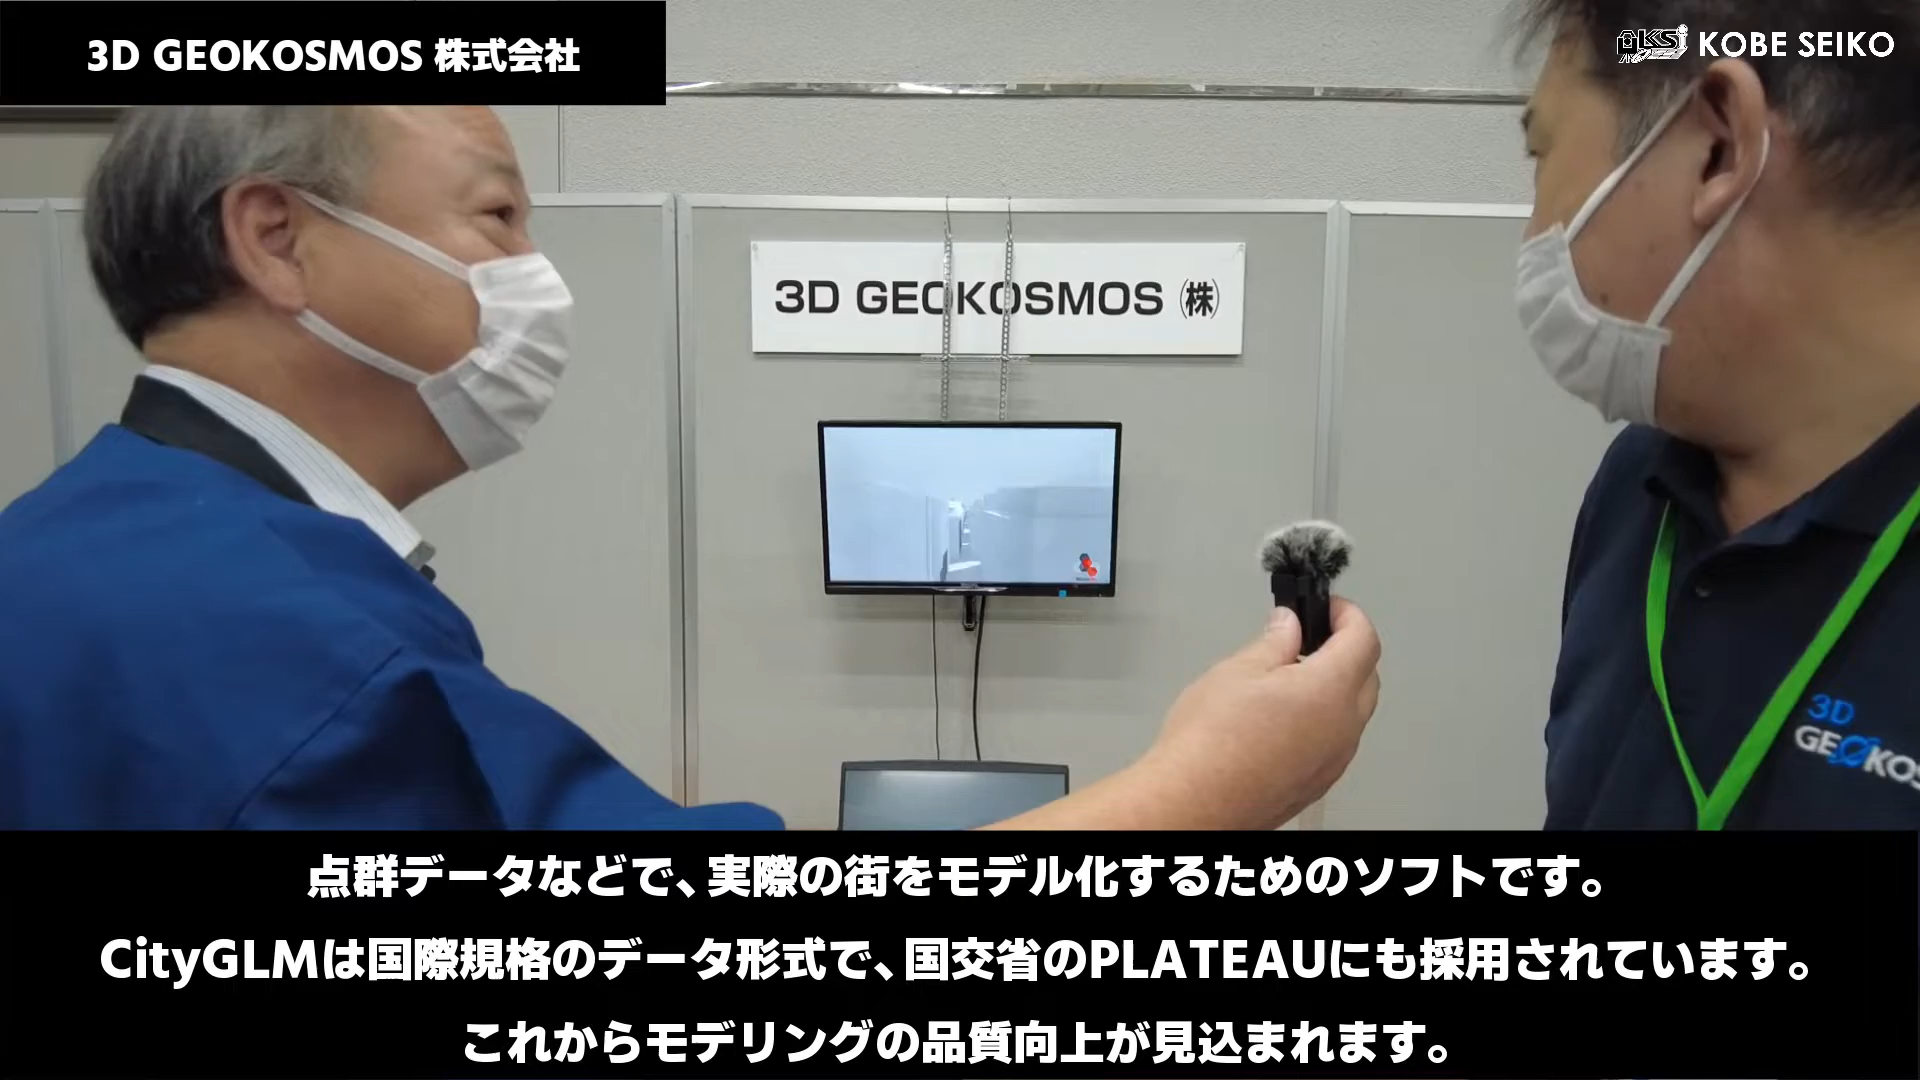 3D GEOKOSMOS 株式会社
KSi KOBE SEIKO
3D GEOKOSMOS ㈱
3D
GEOKOS
点群データなどで、実際の街をモデル化するためのソフトです。
CityGLMは国際規格のデータ形式で、国交省のPLATEAUにも採用されています。
これからモデリングの品質向上が見込まれます。